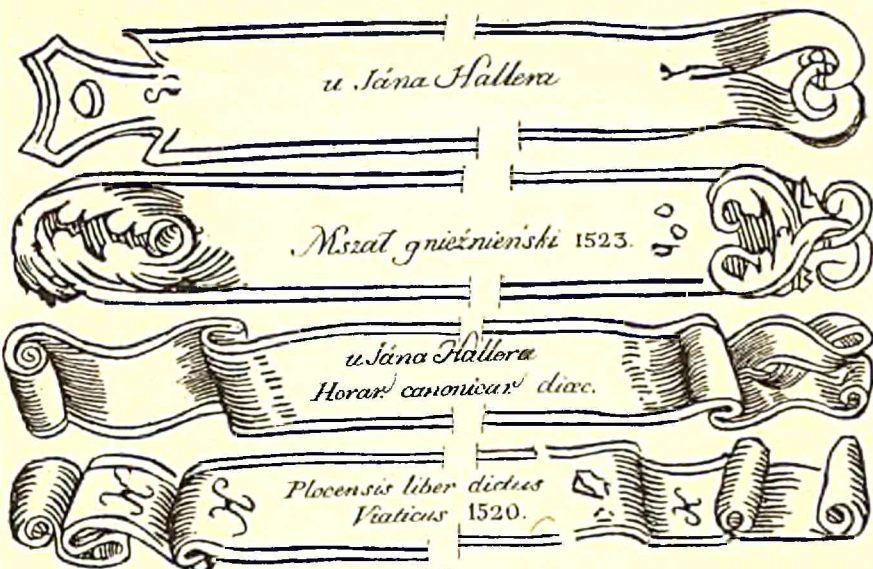 u Jána Hallera
Mszał gnieźnieński 1523.
u Jána Hallera
Horar. canonicar. diœc.
Plocensis liber dictus
Viaticus 1520.